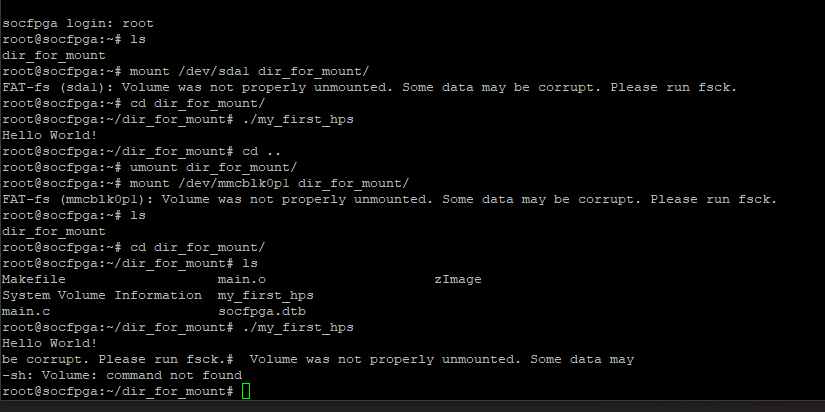 socfpga login: root
root@socfpga:~# ls
dir_for_mount
root@socfpga:~# mount /dev/sda1 dir_for_mount/
FAT-fs (sda1): Volume was not properly unmounted. Some data may be corrupt. Please run fsck.
root@socfpga:~# cd dir_for_mount/
root@socfpga:~/dir_for_mount# ./my_first_hps
Hello World!
root@socfpga:~/dir_for_mount# cd ..
root@socfpga:~# umount dir_for_mount/
root@socfpga:~# mount /dev/mmcblk0p1 dir_for_mount/
FAT-fs (mmcblk0p1): Volume was not properly unmounted. Some data may be corrupt. Please run fsck.
root@socfpga:~# ls
dir_for_mount
root@socfpga:~# cd dir_for_mount/
root@socfpga:~/dir_for_mount# ls
Makefile                   main.o                     zImage
System Volume Information  my_first_hps
main.c                     socfpga.dtb
root@socfpga:~/dir_for_mount# ./my_first_hps
Hello World!
be corrupt. Please run fsck.#  Volume was not properly unmounted. Some data may
-sh: Volume: command not found
root@socfpga:~/dir_for_mount#